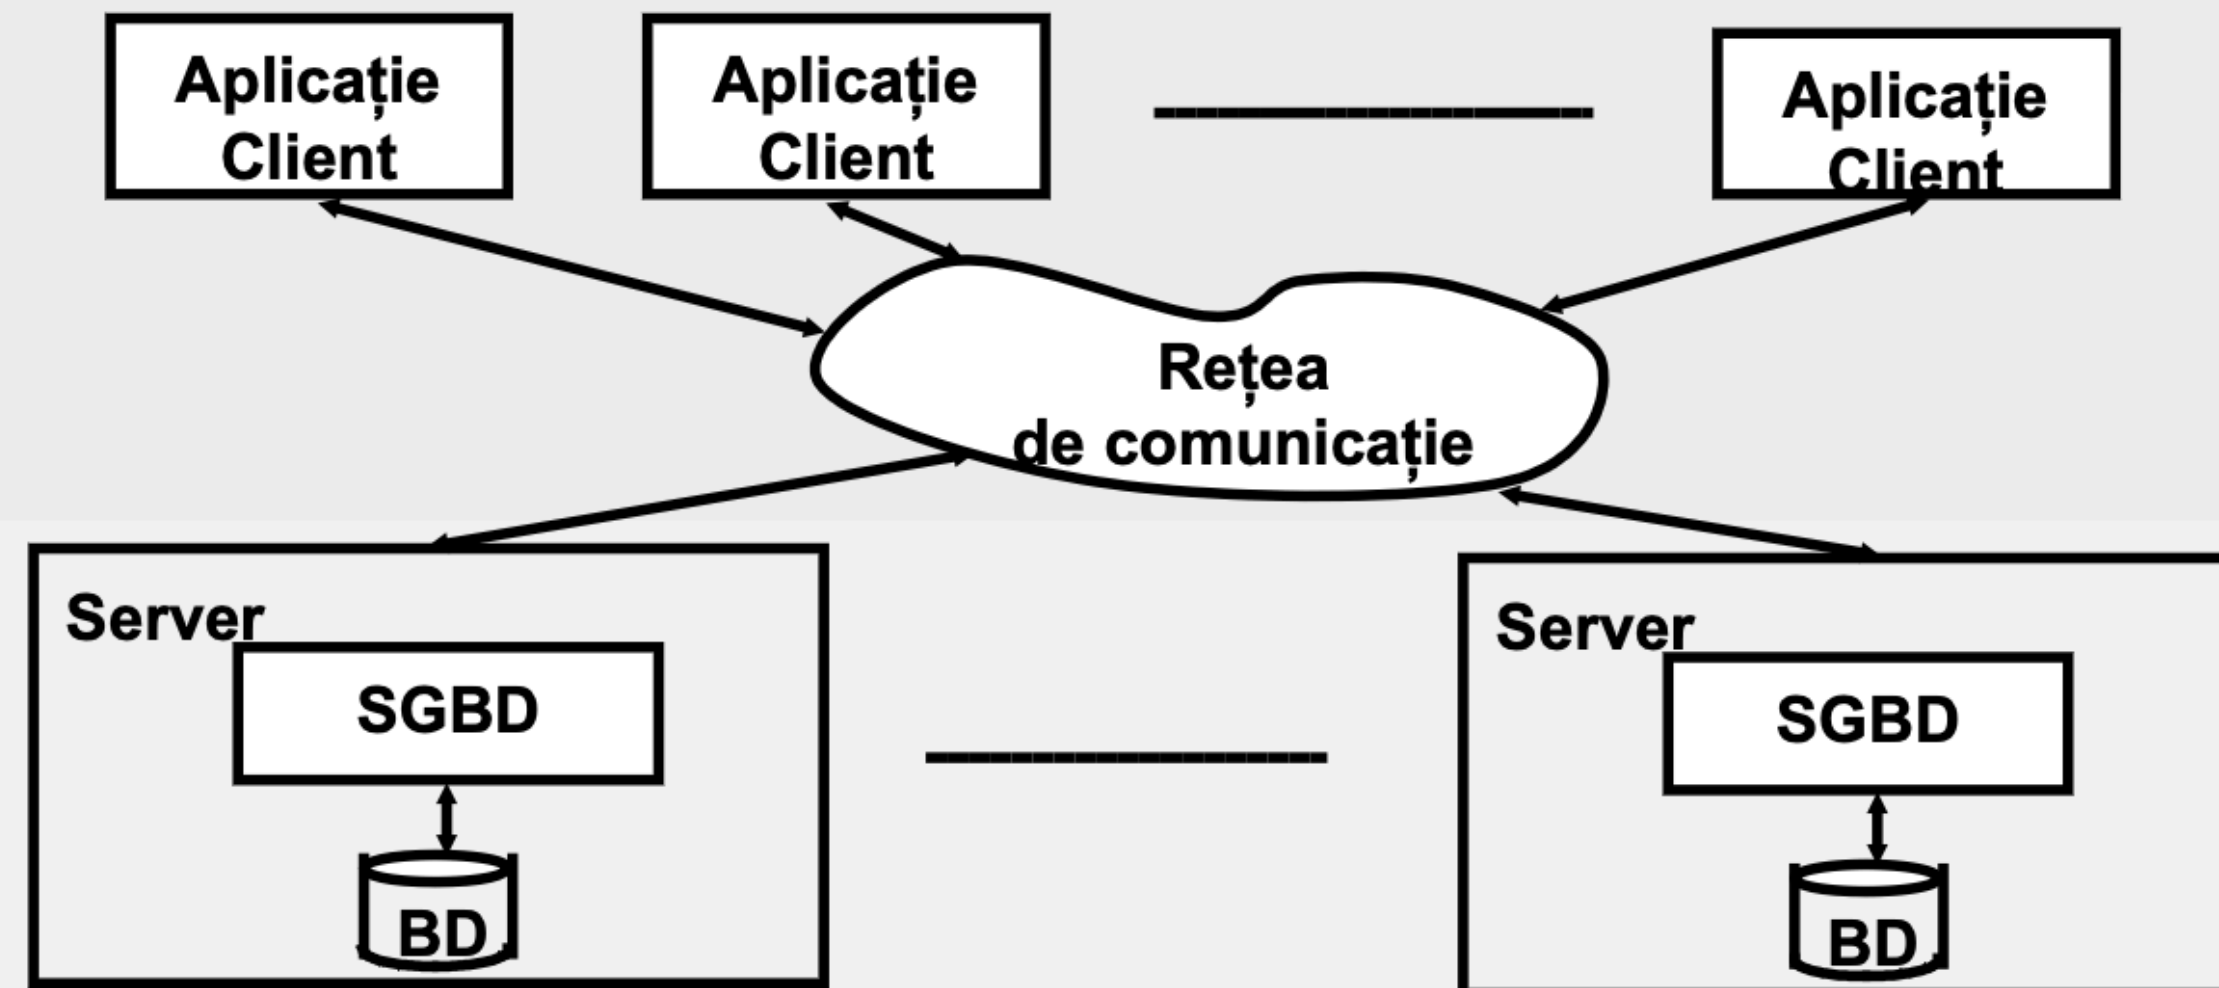 Aplicație
Client
Aplicație
Client
Aplicație
Client
Rețea
de comunicație
Server
SGBD
BD
Server
SGBD
BD